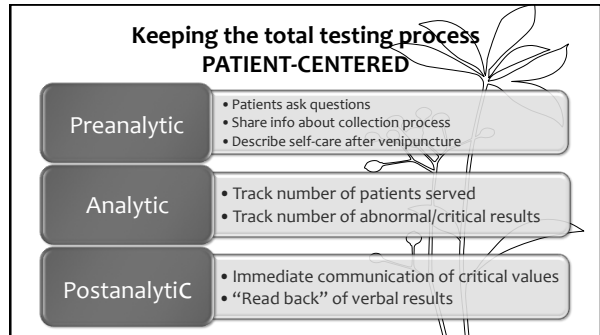 Keeping the total testing process
PATIENT-CENTERED
Preanalytic
• Patients ask questions
• Share info about collection process
• Describe self-care after venipuncture
Analytic
• Track number of patients served
• Track number of abnormal/critical results
PostanalytiC
• Immediate communication of critical values
• “Read back” of verbal results